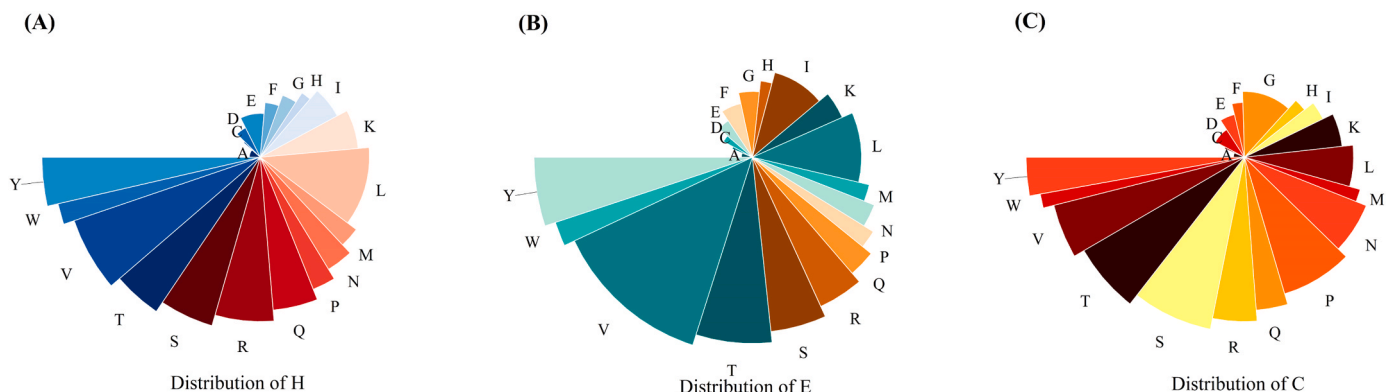 (A)
(B)
(C)
A
C
D
E
F
G
H
I
K
L
M
N
P
Q
R
S
T
V
W
Y
Distribution of H
A
C
D
E
F
G
H
I
K
L
M
N
P
Q
R
S
T
V
W
Y
Distribution of E
A
C
D
E
F
G
H
I
K
L
M
N
P
Q
R
S
T
V
W
Y
Distribution of C